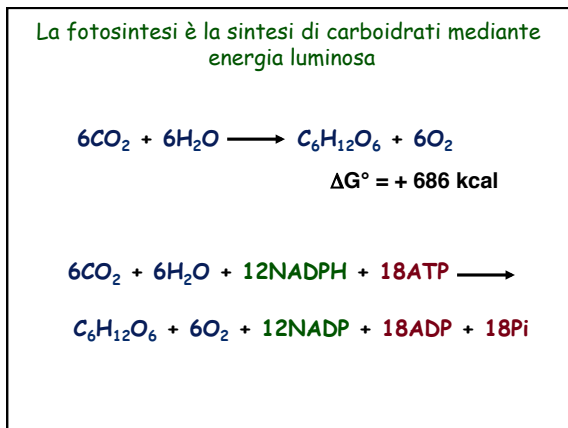 La fotosintesi è la sintesi di carboidrati mediante
energia luminosa
6CO₂ + 6H₂O ⟶ C₆H₁₂O₆ + 6O₂
ΔG° = + 686 kcal
6CO₂ + 6H₂O + 12NADPH + 18ATP ⟶
C₆H₁₂O₆ + 6O₂ + 12NADP + 18ADP + 18Pi